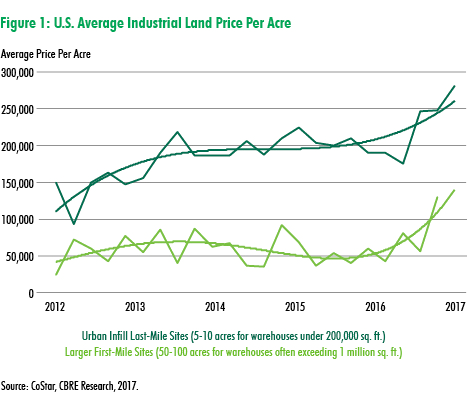 Figure 1: U.S. Average Industrial Land Price Per Acre
Average Price Per Acre
300,000
250,000
200,000
150,000
100,000
50,000
0
2012 2013 2014 2015 2016 2017
Urban Infill Last-Mile Sites (5-10 acres for warehouses under 200,000 sq. ft.)
Larger First-Mile Sites (50-100 acres for warehouses often exceeding 1 million sq. ft.)
Source: CoStar, CBRE Research, 2017.